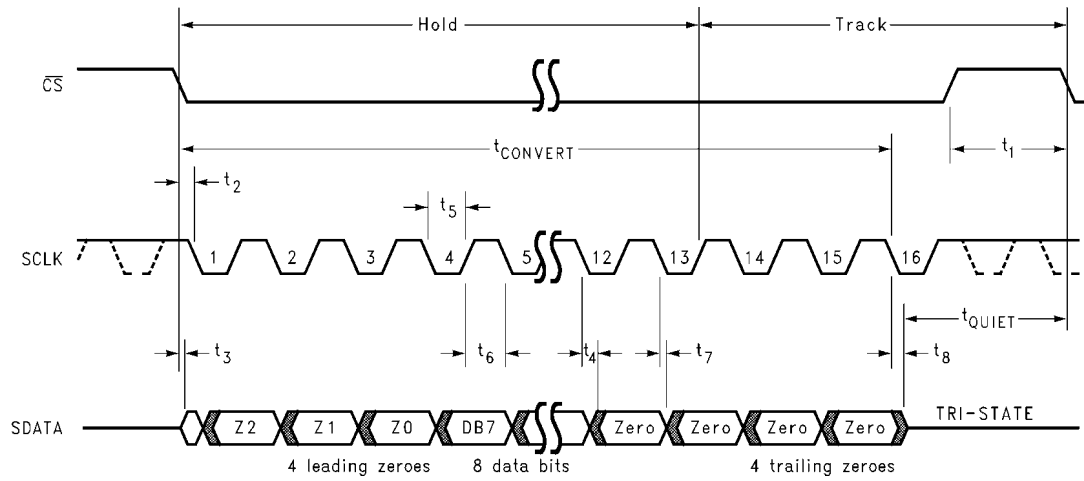 Hold Track
CS
tCONVERT t1
t2
t5
SCLK 1 2 3 4 5 12 13 14 15 16
tQUIET
t3 t6 t4 t7 t8
SDATA Z2 Z1 Z0 DB7 Zero Zero Zero Zero TRI-STATE
4 leading zeroes 8 data bits 4 trailing zeroes